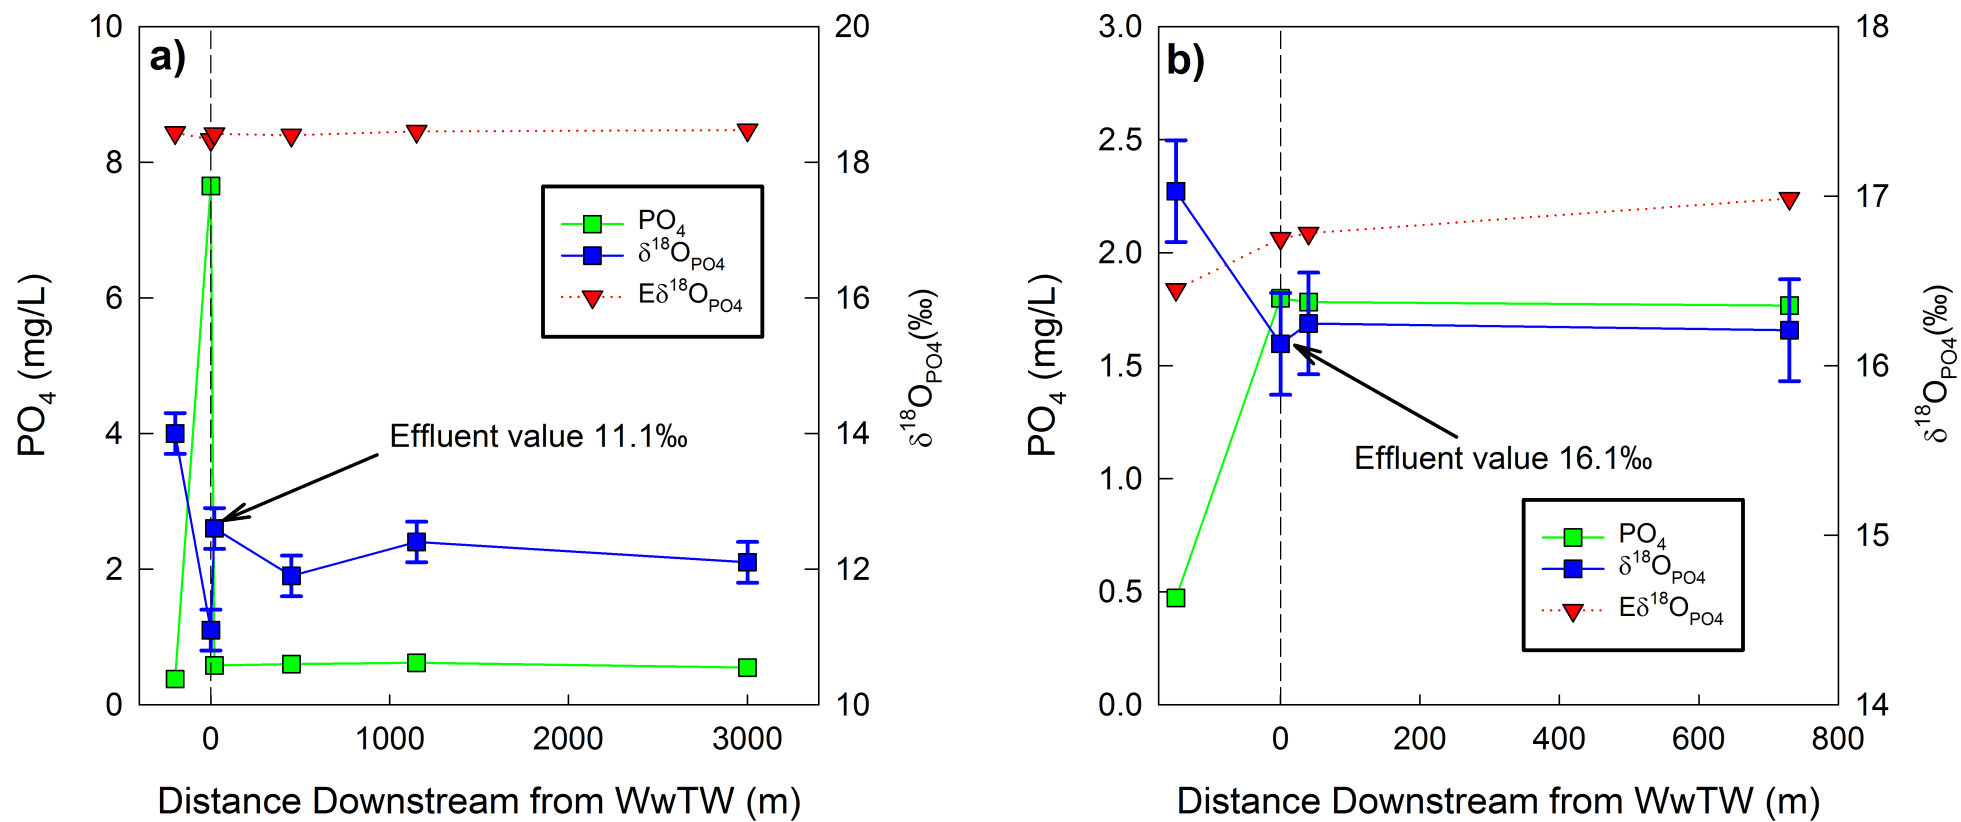 a)
10
8
6
4
2
0
PO4 (mg/L)
20
18
16
14
12
10
δ18OPO4(‰)
PO4
δ18OPO4
Eδ18OPO4
Effluent value 11.1‰
0 1000 2000 3000
Distance Downstream from WwTW (m)
b)
3.0
2.5
2.0
1.5
1.0
0.5
0.0
PO4 (mg/L)
18
17
16
15
14
δ18OPO4(‰)
Effluent value 16.1‰
PO4
δ18OPO4
Eδ18OPO4
0 200 400 600 800
Distance Downstream from WwTW (m)